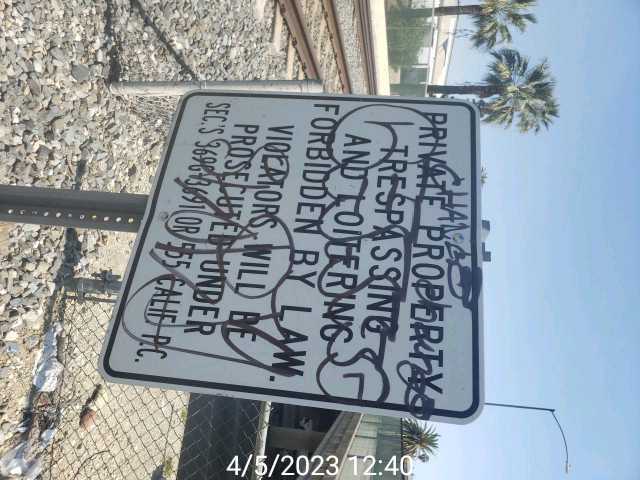 PRIVATE PROPERTY
TRESPASSING
AND LOITERING
FORBIDDEN BY LAW.
VIOLATORS WILL BE
PROSECUTED UNDER
SEC.'S 369G, 369I OR 555 CALIF. P.C.
4/5/2023 12:40